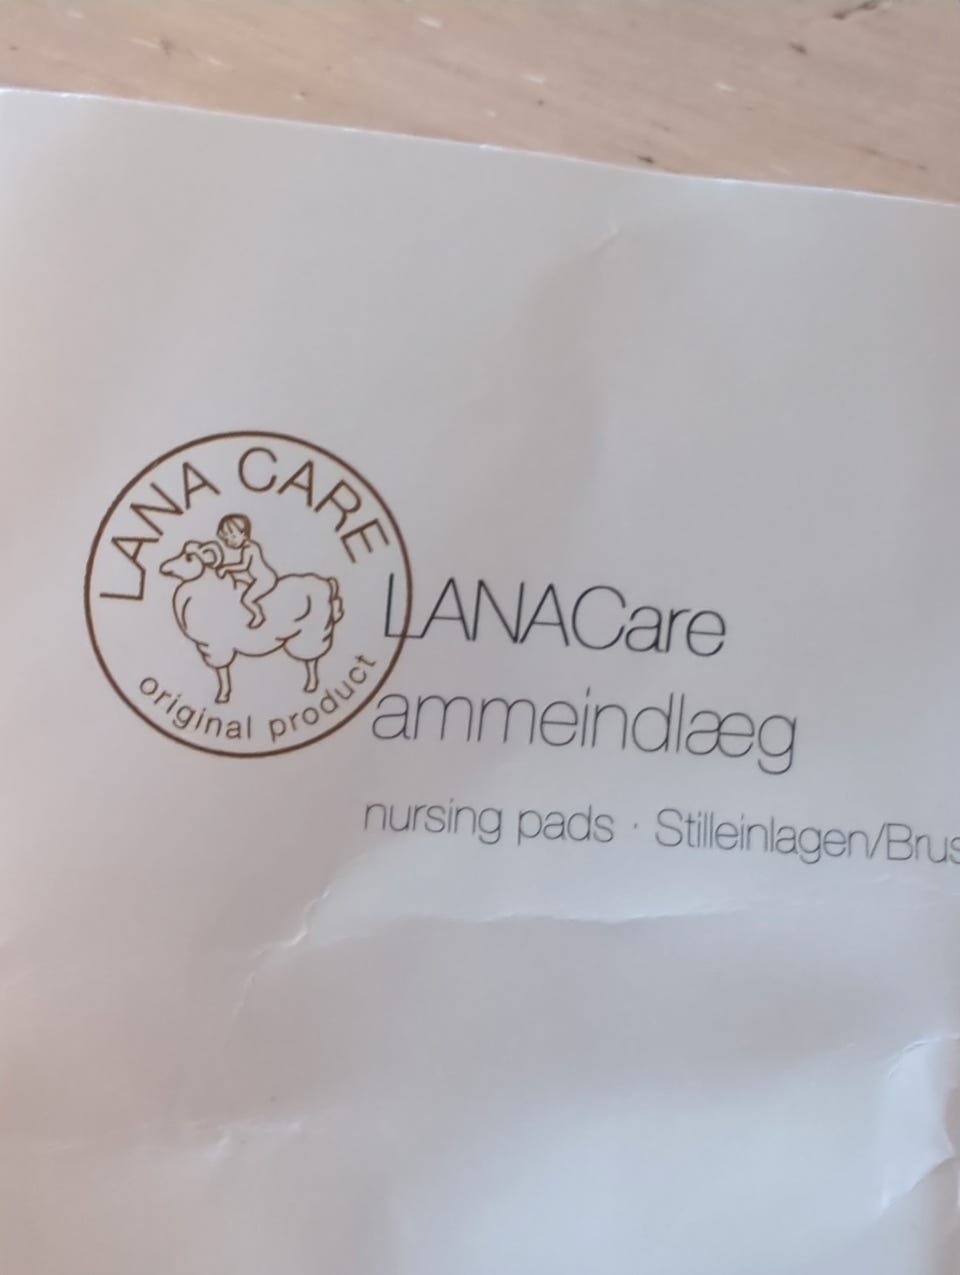 LANA CARE
original product
LANACare
ammeindlæg
nursing pads · Stilleinlagen/Brus